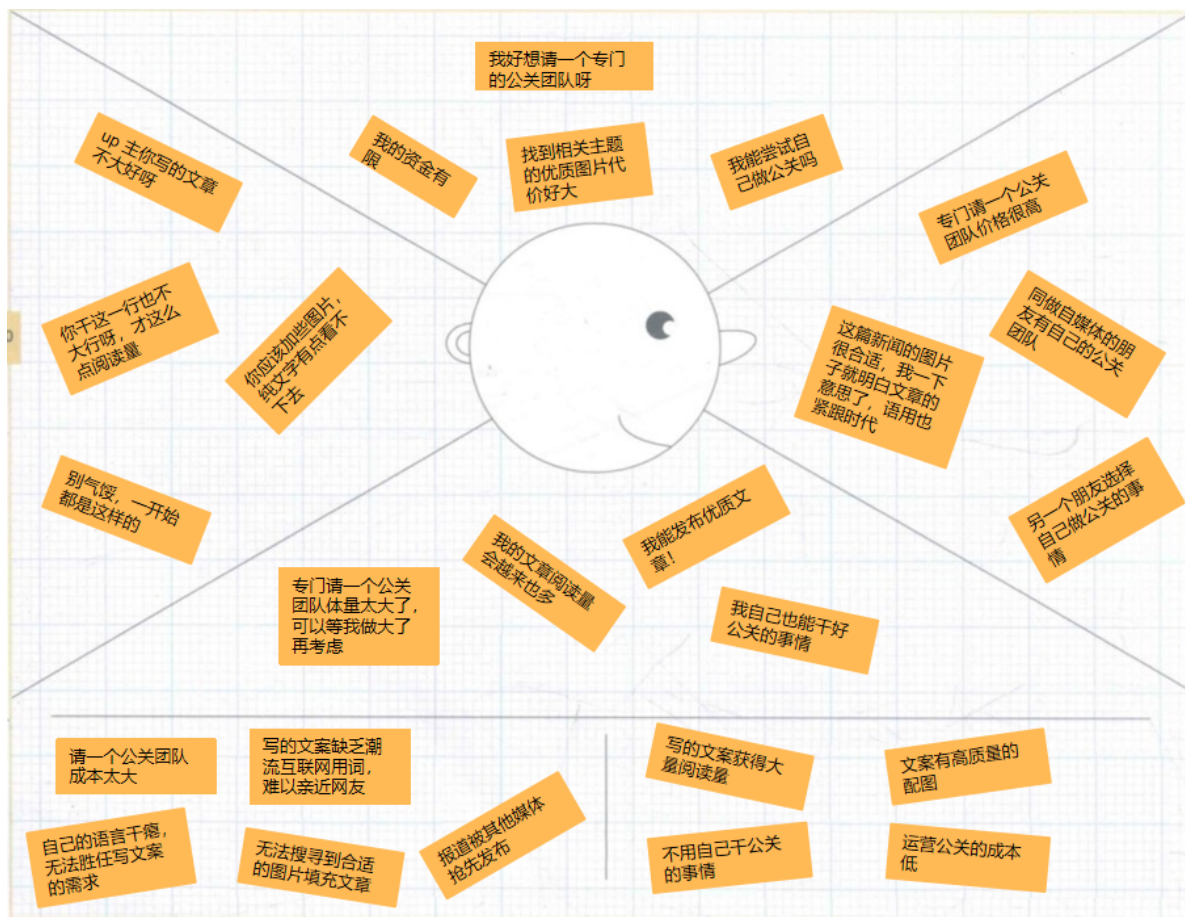 我好想请一个专门
的公关团队呀
up 主你写的文章
不大好呀
我的资金有
限
找到相关主题
的优质图片代
价好大
我能尝试自
己做公关吗
专门请一个公关
团队价格很高
你干这一行也不
大行呀，才这么
点阅读量
你应该加些图片，
纯文字有点看不
下去
这篇新闻的图片
很合适，我一下
子就明白文章的
意思了，语用也
紧跟时代
同做自媒体的朋
友有自己的公关
团队
别气馁，一开始
都是这样的
另一个朋友选择
自己做公关的事
情
专门请一个公关
团队体量太大了，
可以等我做大了
再考虑
我的文章阅读量
会越来也多
我能发布优质文
章！
我自己也能干好
公关的事情
请一个公关团队
成本太大
写的文案缺乏潮
流互联网用词，
难以亲近网友
自己的语言干瘪，
无法胜任写文案
的需求
无法搜寻到合适
的图片填充文章
报道被其他媒体
抢先发布
写的文案获得大
量阅读量
文案有高质量的
配图
不用自己干公关
的事情
运营公关的成本
低